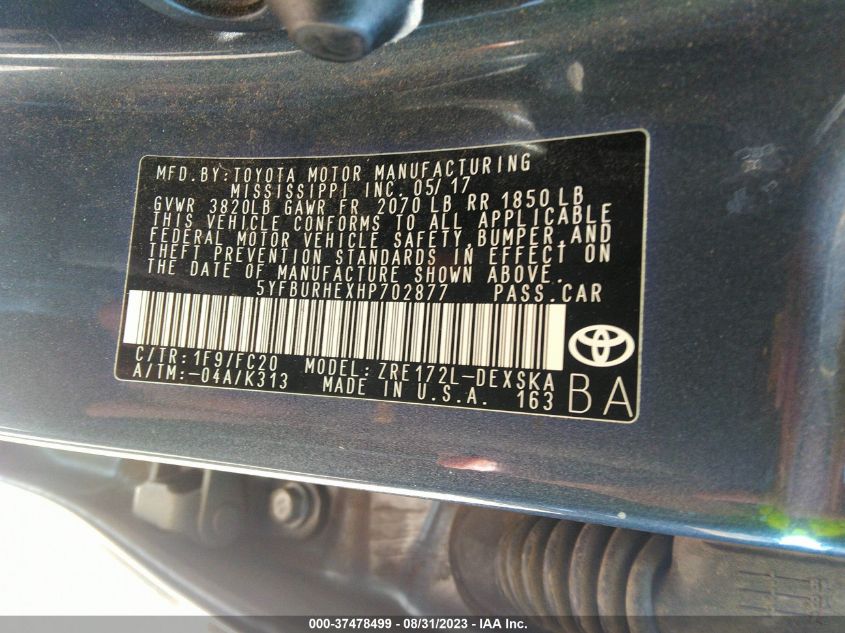 MFD. BY:TOYOTA MOTOR MANUFACTURING
MISSISSIPPI INC. 05/17
GVWR 3820LB GAWR FR 2070 LB RR 1850 LB
THIS VEHICLE CONFORMS TO ALL APPLICABLE
FEDERAL MOTOR VEHICLE SAFETY, BUMPER, AND
THEFT PREVENTION STANDARDS IN EFFECT ON
THE DATE OF MANUFACTURE SHOWN ABOVE.
5YFBURHEXHP702877 PASS.CAR
C/TR: 1F9/FC20 MODEL: ZRE172L-DEXSKA
A/TM:-04A/K313 MADE IN U.S.A. 163
BA
000-37478499 - 08/31/2023 - IAA Inc.